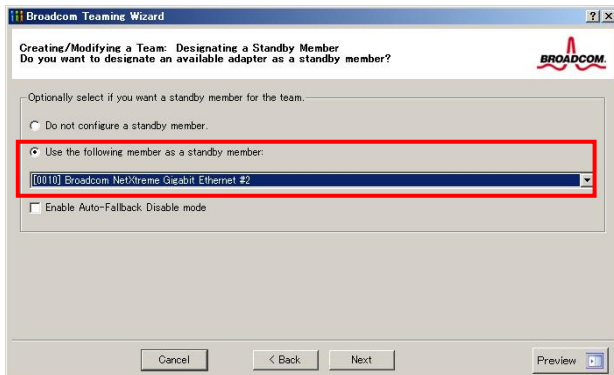 Broadcom Teaming Wizard
Creating/Modifying a Team: Designating a Standby Member
Do you want to designate an available adapter as a standby member?
BROADCOM.
Optionally select if you want a standby member for the team.
Do not configure a standby member.
Use the following member as a standby member:
[0010] Broadcom NetXtreme Gigabit Ethernet #2
Enable Auto-Fallback Disable mode
Cancel < Back Next Preview